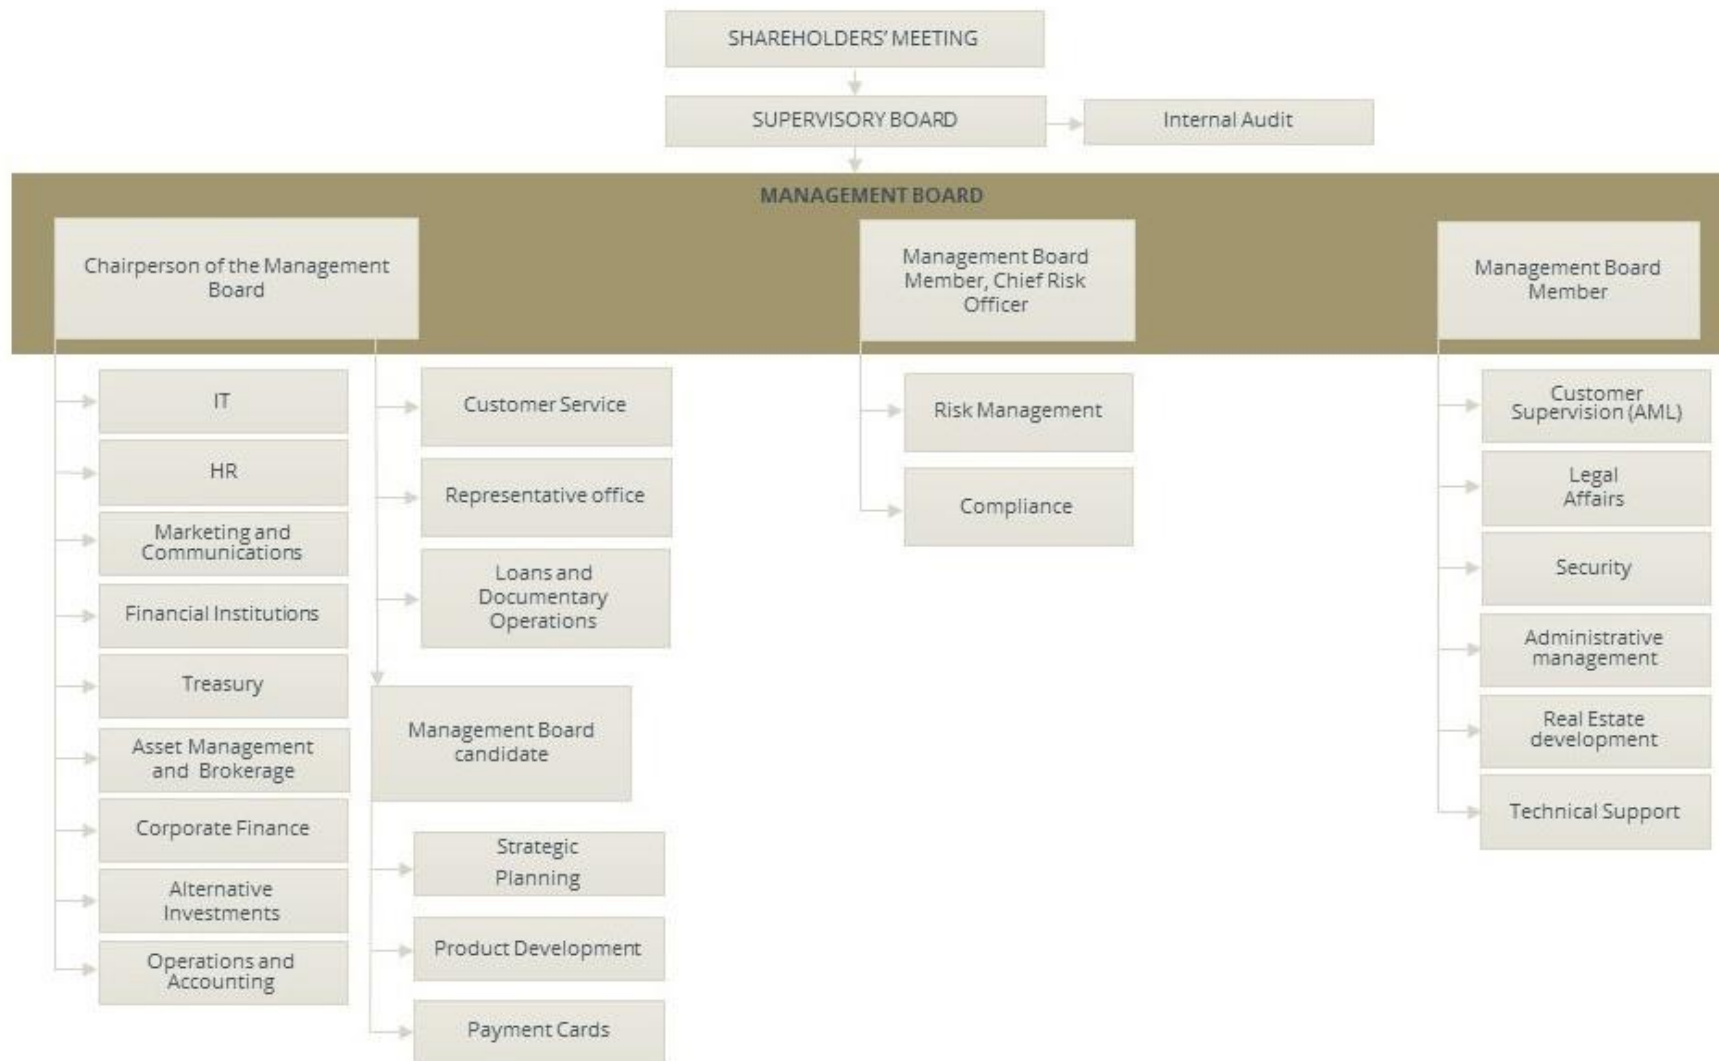 SHAREHOLDERS' MEETING
SUPERVISORY BOARD
Internal Audit
MANAGEMENT BOARD
Chairperson of the Management
Board
IT
HR
Marketing and
Communications
Financial Institutions
Treasury
Asset Management
and Brokerage
Corporate Finance
Alternative
Investments
Operations and
Accounting
Customer Service
Representative office
Loans and
Documentary
Operations
Management Board
candidate
Strategic
Planning
Product Development
Payment Cards
Management Board
Member, Chief Risk
Officer
Risk Management
Compliance
Management Board
Member
Customer
Supervision (AML)
Legal
Affairs
Security
Administrative
management
Real Estate
development
Technical Support